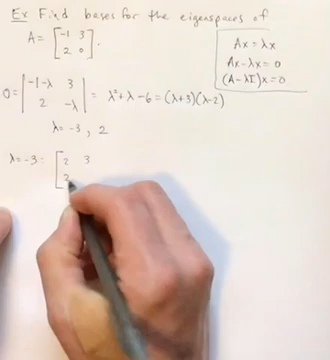 Ex Find bases for the eigenspaces of
A = [-1 3
2 0].
Ax = λx
Ax - λx = 0
(A - λI)x = 0
0 = |-1-λ 3
2 -λ| = λ² + λ - 6 = (λ+3)(λ-2)
λ = -3, 2
λ = -3: [2 3
2